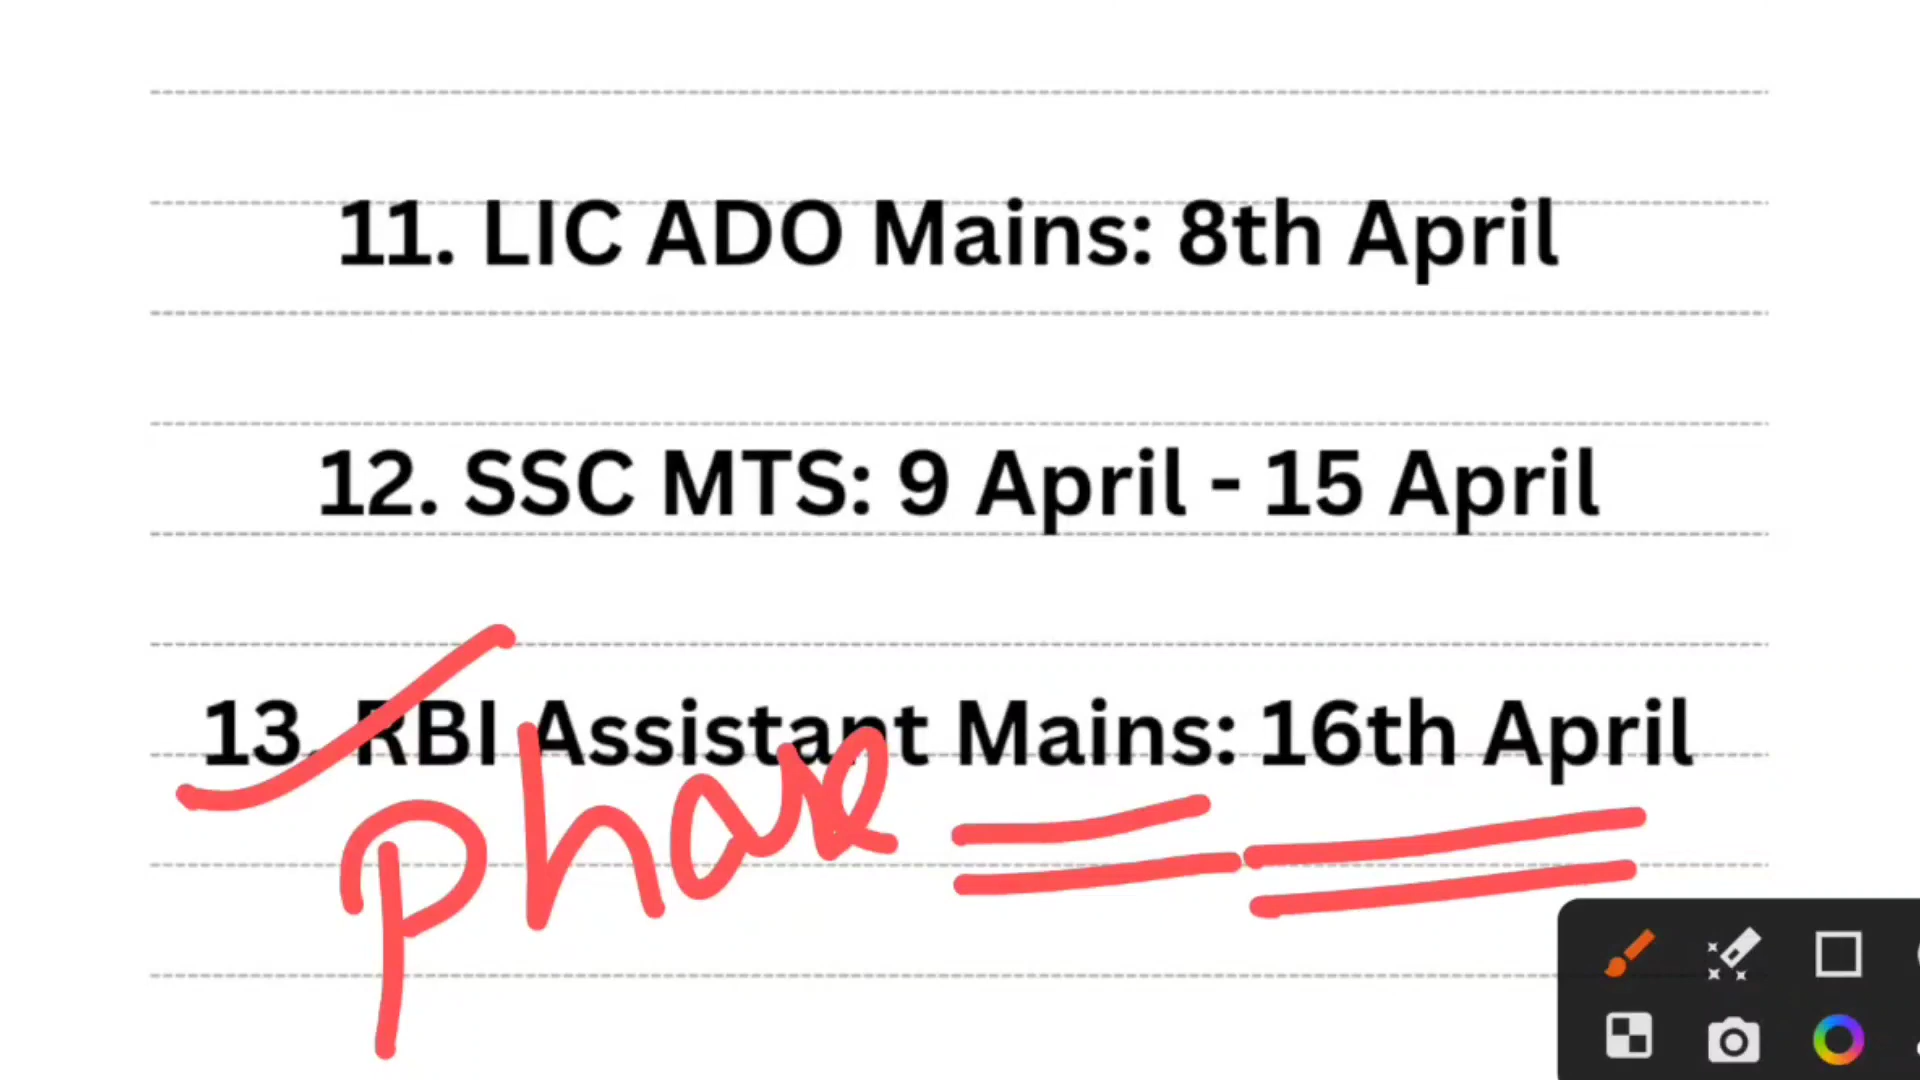 11. LIC ADO Mains: 8th April
12. SSC MTS: 9 April - 15 April
13. RBI Assistant Mains: 16th April
Phase